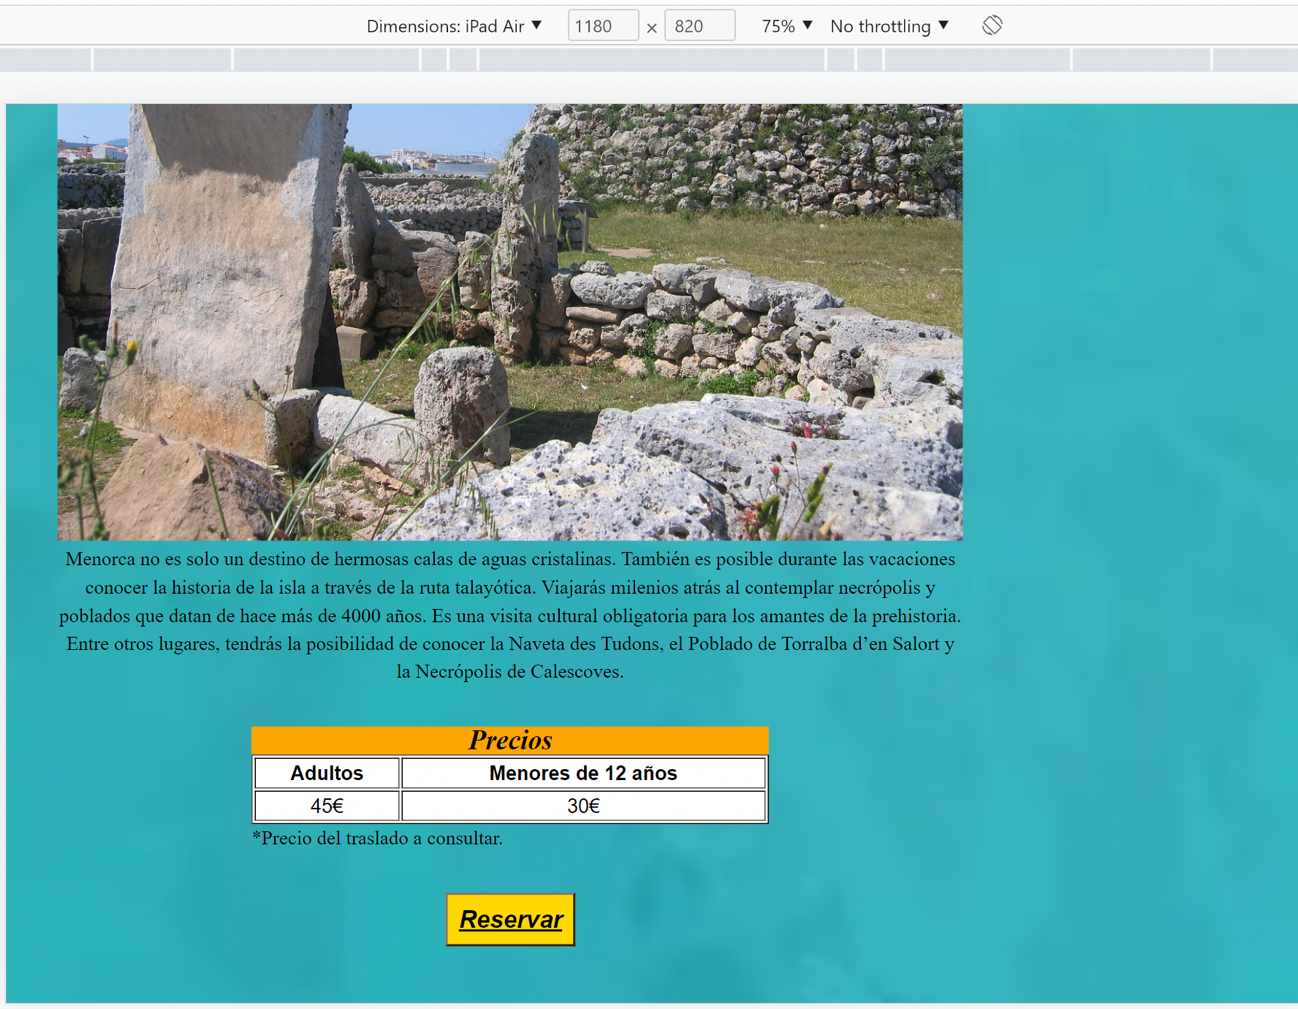 Dimensions: iPad Air ▼ 1180 × 820 75% ▼ No throttling ▼
Menorca no es solo un destino de hermosas calas de aguas cristalinas. También es posible durante las vacaciones
conocer la historia de la isla a través de la ruta talayótica. Viajarás milenios atrás al contemplar necrópolis y
poblados que datan de hace más de 4000 años. Es una visita cultural obligatoria para los amantes de la prehistoria.
Entre otros lugares, tendrás la posibilidad de conocer la Naveta des Tudons, el Poblado de Torralba d’en Salort y
la Necrópolis de Calescoves.
Precios
Adultos Menores de 12 años
45€ 30€
*Precio del traslado a consultar.
Reservar